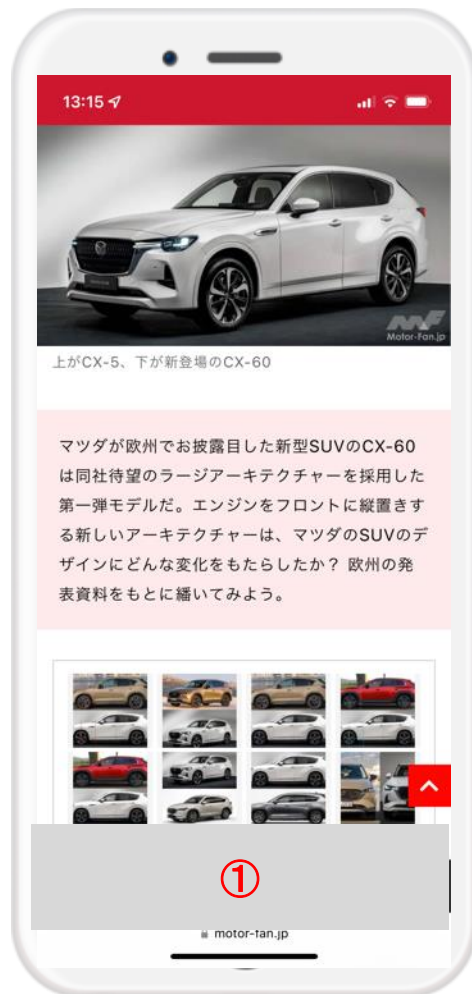 13:15
Motor-Fan.jp
上がCX-5、下が新登場のCX-60
マツダが欧州でお披露目した新型SUVのCX-60
は同社待望のラージアーキテクチャーを採用した
第一弾モデルだ。エンジンをフロントに縦置きす
る新しいアーキテクチャーは、マツダのSUVのデ
ザインにどんな変化をもたらしたか? 欧州の発
表資料をもとに繙いてみよう。
①
motor-fan.jp